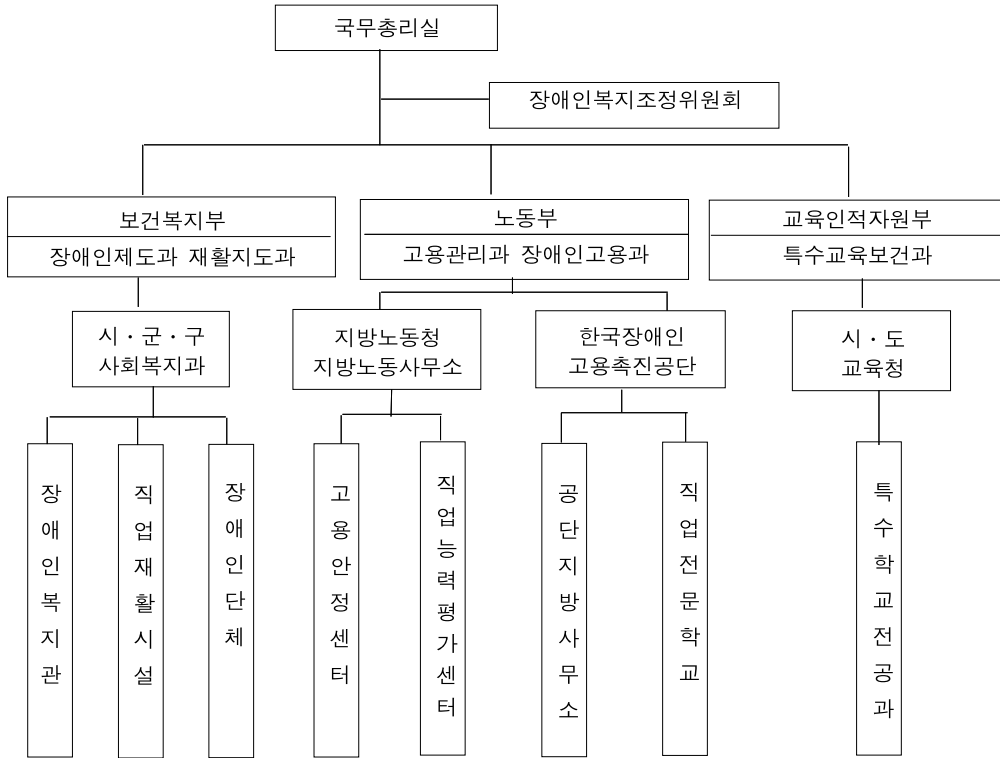 국무총리실
장애인복지조정위원회
보건복지부
장애인제도과 재활지도과
노동부
고용관리과 장애인고용과
교육인적자원부
특수교육보건과
시·군·구
사회복지과
지방노동청
지방노동사무소
한국장애인
고용촉진공단
시·도
교육청
장애인복지관
직업재활시설
장애인단체
고용안정센터
직업능력평가센터
공단지방사무소
직업전문학교
특수학교전공과